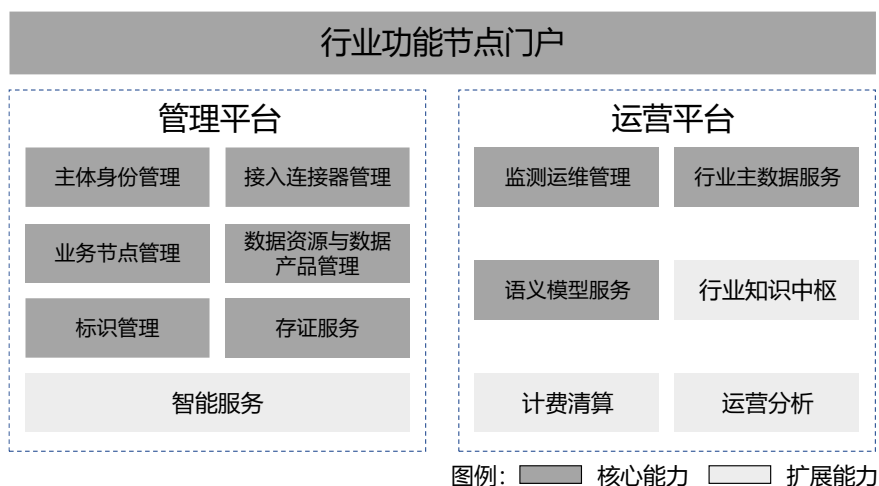 行业功能节点门户
管理平台
主体身份管理
接入连接器管理
业务节点管理
数据资源与数据
产品管理
标识管理
存证服务
智能服务
运营平台
监测运维管理
行业主数据服务
语义模型服务
行业知识中枢
计费清算
运营分析
图例：
核心能力
扩展能力